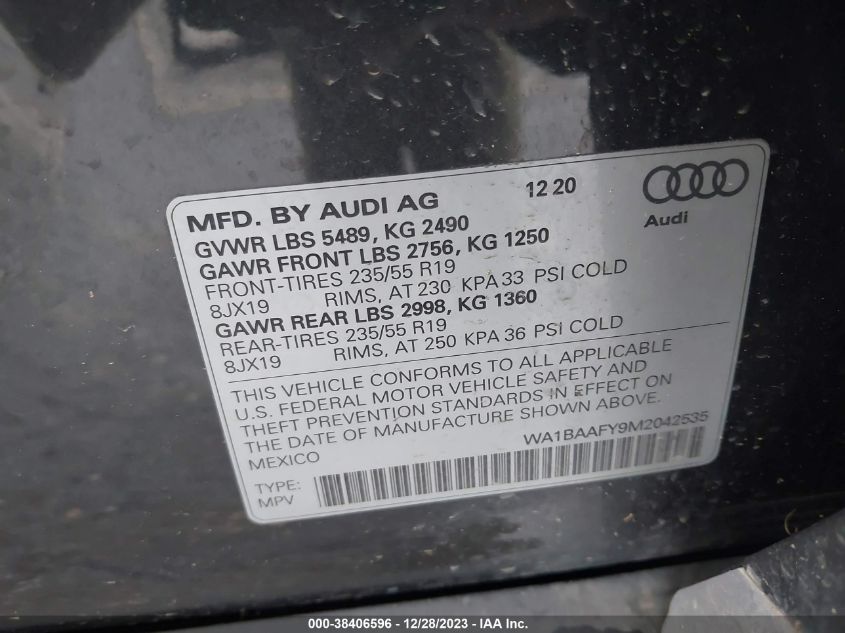 MFD. BY AUDI AG 12 20
Audi
GVWR LBS 5489, KG 2490
GAWR FRONT LBS 2756, KG 1250
FRONT-TIRES 235/55 R19
8JX19 RIMS, AT 230 KPA 33 PSI COLD
GAWR REAR LBS 2998, KG 1360
REAR-TIRES 235/55 R19
8JX19 RIMS, AT 250 KPA 36 PSI COLD
THIS VEHICLE CONFORMS TO ALL APPLICABLE
U.S. FEDERAL MOTOR VEHICLE SAFETY AND
THEFT PREVENTION STANDARDS IN EFFECT ON
THE DATE OF MANUFACTURE SHOWN ABOVE.
MEXICO WA1BAAFY9M2042535
TYPE:
MPV
000-38406596 - 12/28/2023 - IAA Inc.